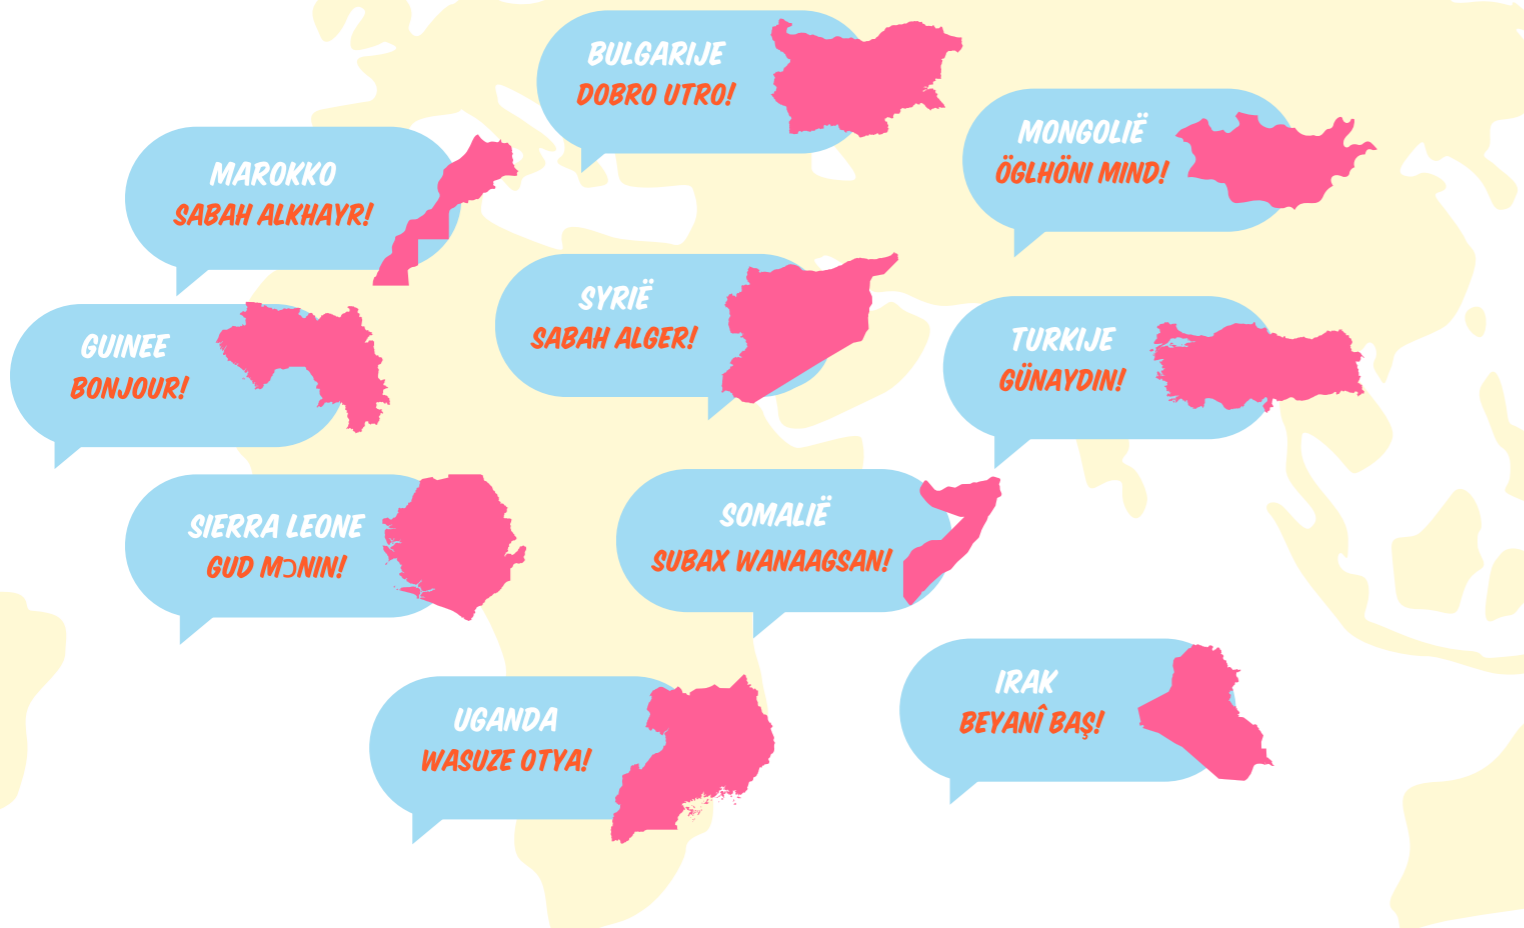 BULGARIJE
DOBRO UTRO!
MONGOLIË
ÖGLHÖNI MIND!
MAROKKO
SABAH ALKHAYR!
SYRIË
SABAH ALGER!
TURKIJE
GÜNAYDIN!
GUINEE
BONJOUR!
SIERRA LEONE
GUD MƆNIN!
SOMALIË
SUBAX WANAAGSAN!
IRAK
BEYANÎ BAŞ!
UGANDA
WASUZE OTYA!